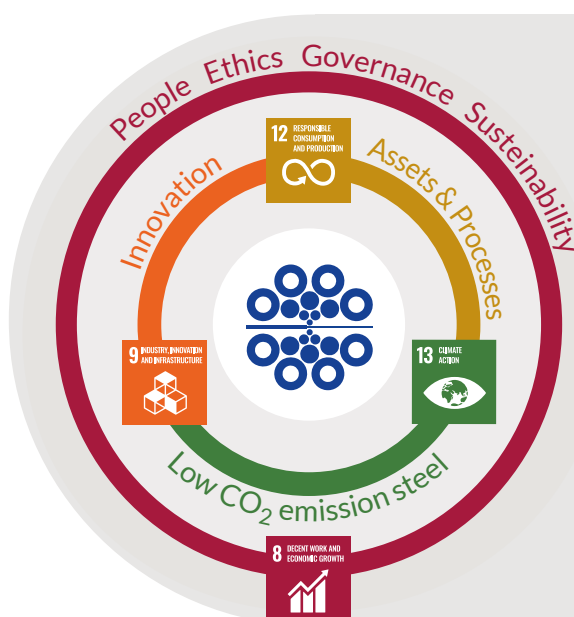 People Ethics Governance Susteinability
12 RESPONSIBLE
CONSUMPTION
AND PRODUCTION
Innovation
Assets & Processes
9 INDUSTRY, INNOVATION
AND INFRASTRUCTURE
13 CLIMATE
ACTION
Low CO₂ emission steel
8 DECENT WORK AND
ECONOMIC GROWTH